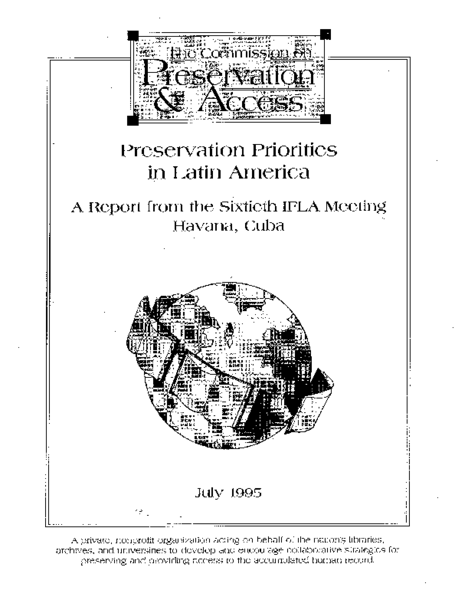 The Commission on
Preservation
& Access
Preservation Priorities
in Latin America
A Report from the Sixtieth IFLA Meeting
Havana, Cuba
July 1995
A private, nonprofit organization acting on behalf of the nation's libraries,
archives, and universities to develop and encourage collaborative strategies for
preserving and providing access to the accumulated human record.